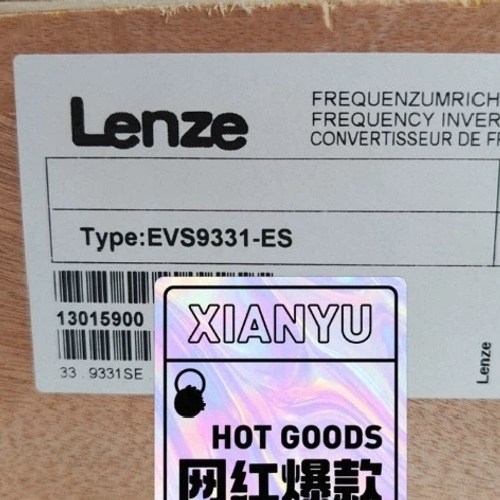 Lenze
FREQUENZUMRICH
FREQUENCY INVER
CONVERTISSEUR DE F
Type:EVS9331-ES
13015900
33.9331SE
Lenze
XIANYU
HOT GOODS
网红爆款